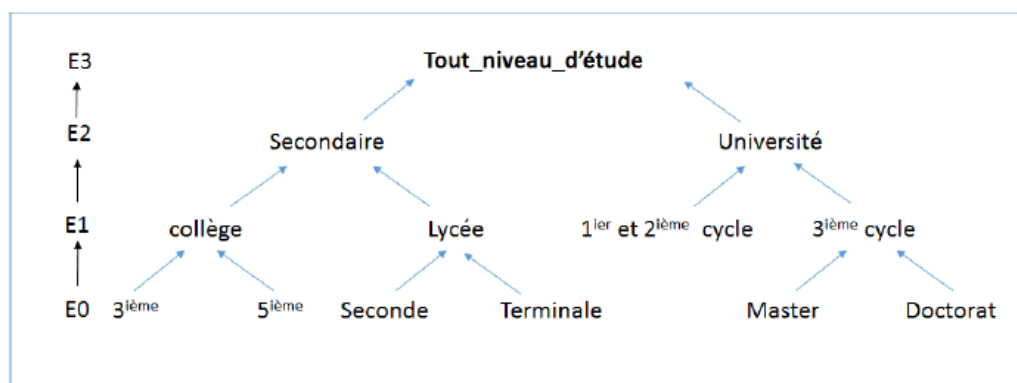 E3 Tout_niveau_d'étude
E2 Secondaire Université
E1 collège Lycée 1ier et 2ième cycle 3ième cycle
E0 3ième 5ième Seconde Terminale Master Doctorat